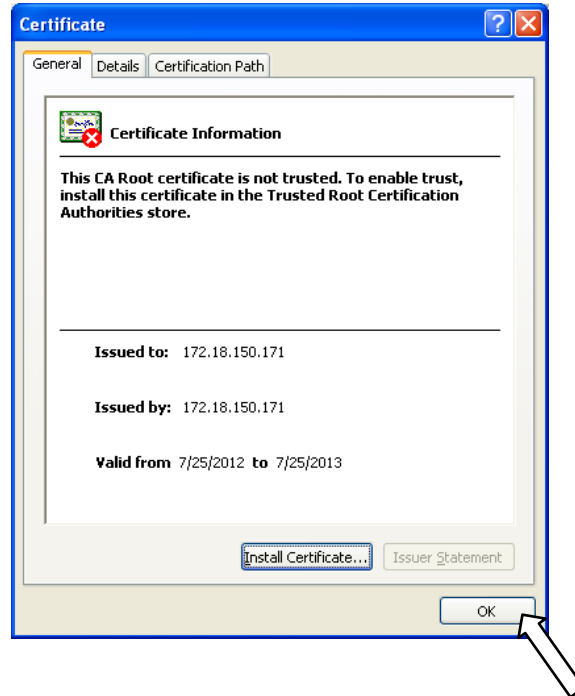 Certificate
General Details Certification Path
Certificate Information
This CA Root certificate is not trusted. To enable trust,
install this certificate in the Trusted Root Certification
Authorities store.
Issued to: 172.18.150.171
Issued by: 172.18.150.171
Valid from 7/25/2012 to 7/25/2013
Install Certificate... Issuer Statement
OK